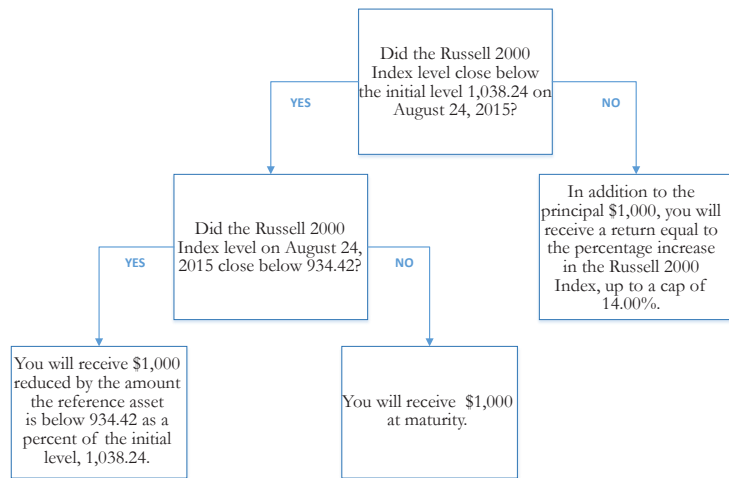 Did the Russell 2000
Index level close below
the initial level 1,038.24 on
August 24, 2015?
YES
NO
Did the Russell 2000
Index level on August 24,
2015 close below 934.42?
In addition to the
principal $1,000, you will
receive a return equal to
the percentage increase
in the Russell 2000
Index, up to a cap of
14.00%.
YES
NO
You will receive $1,000
reduced by the amount
the reference asset
is below 934.42 as a
percent of the initial
level, 1,038.24.
You will receive $1,000
at maturity.